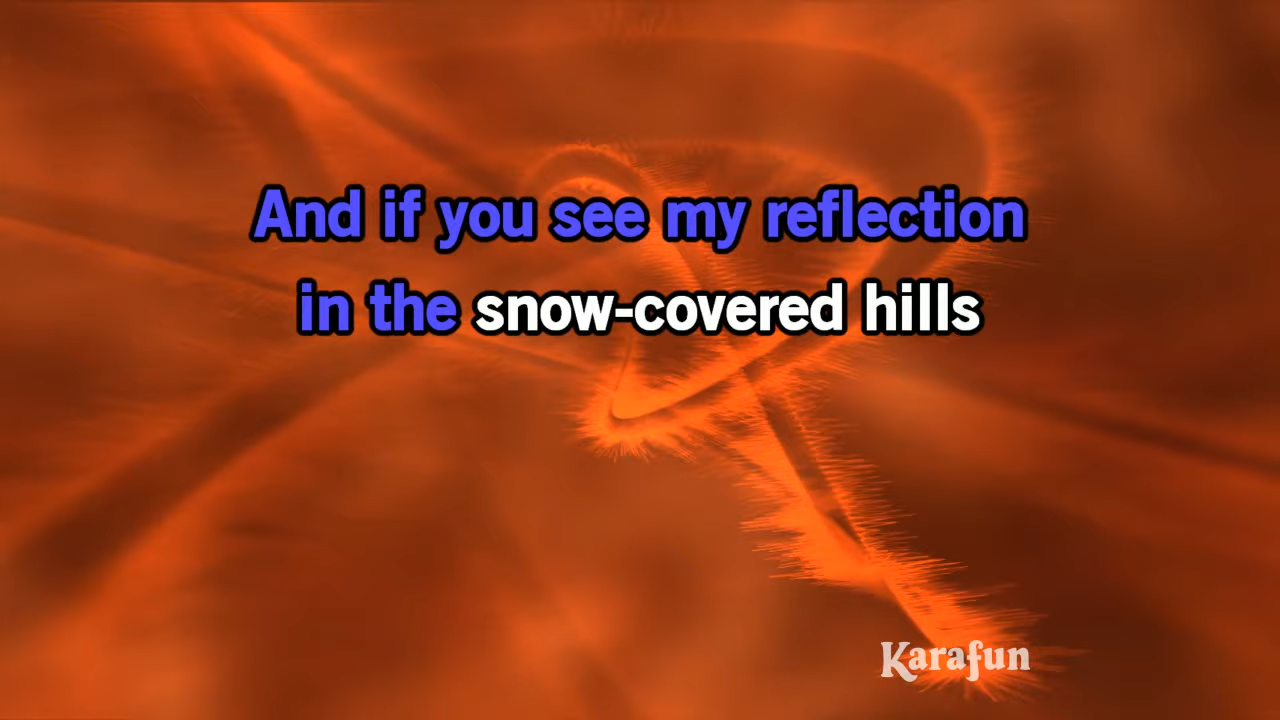 And if you see my reflection
in the snow-covered hills
Karafun